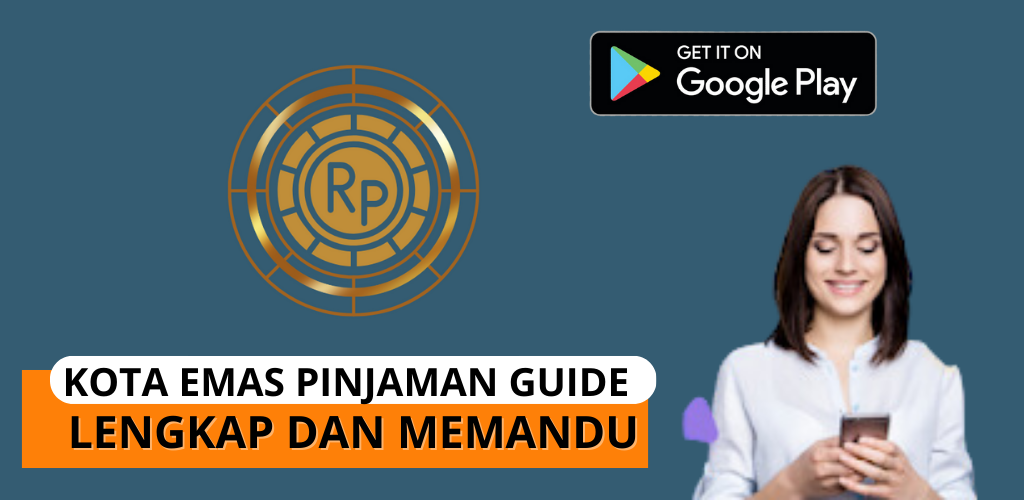 GET IT ON
Google Play
RP
KOTA EMAS PINJAMAN GUIDE
LENGKAP DAN MEMANDU